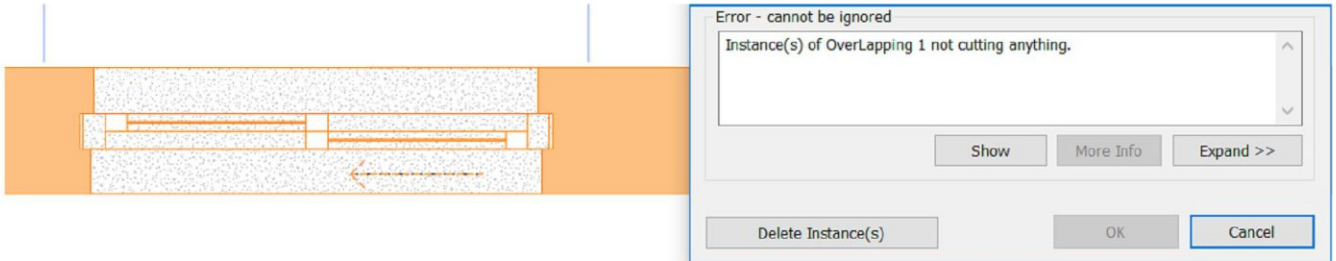 Error - cannot be ignored
Instance(s) of OverLapping 1 not cutting anything.
Show
More Info
Expand >>
Delete Instance(s)
OK
Cancel